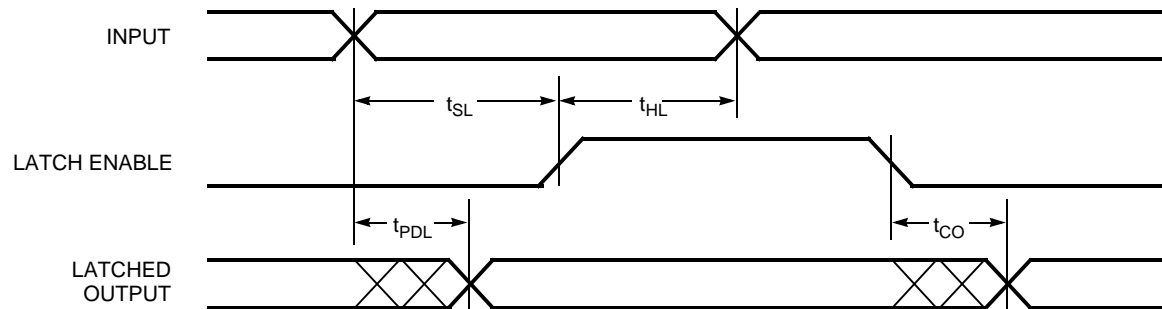 INPUT
t_SL
t_HL
LATCH ENABLE
t_PDL
t_CO
LATCHED
OUTPUT